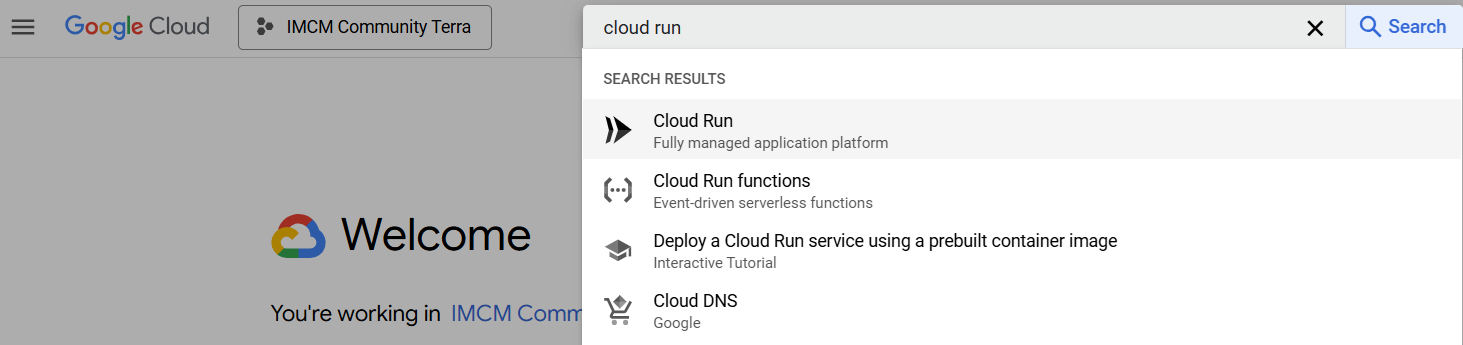 Google Cloud
IMCM Community Terra
cloud run
Search
SEARCH RESULTS
Cloud Run
Fully managed application platform
Cloud Run functions
Event-driven serverless functions
Deploy a Cloud Run service using a prebuilt container image
Interactive Tutorial
Cloud DNS
Google
Welcome
You're working in IMCM Comm